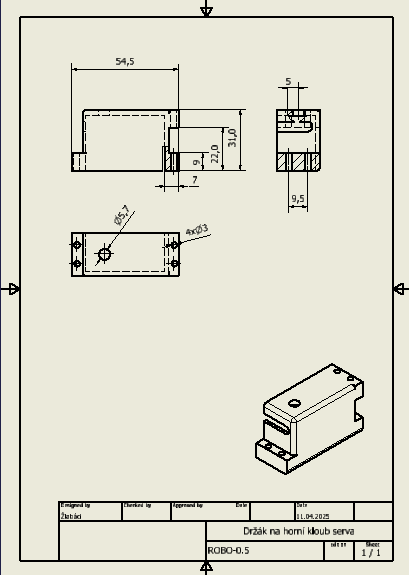 54,5
5
9
22,0
31,0
7
9,5
Ø5,7
4xØ3
Designed by
Checked by
Approved by
Date
Date
Žlabáci
11.04.2025
Držák na horní kloub serva
ROBO-0.5
Sheet
1 / 1